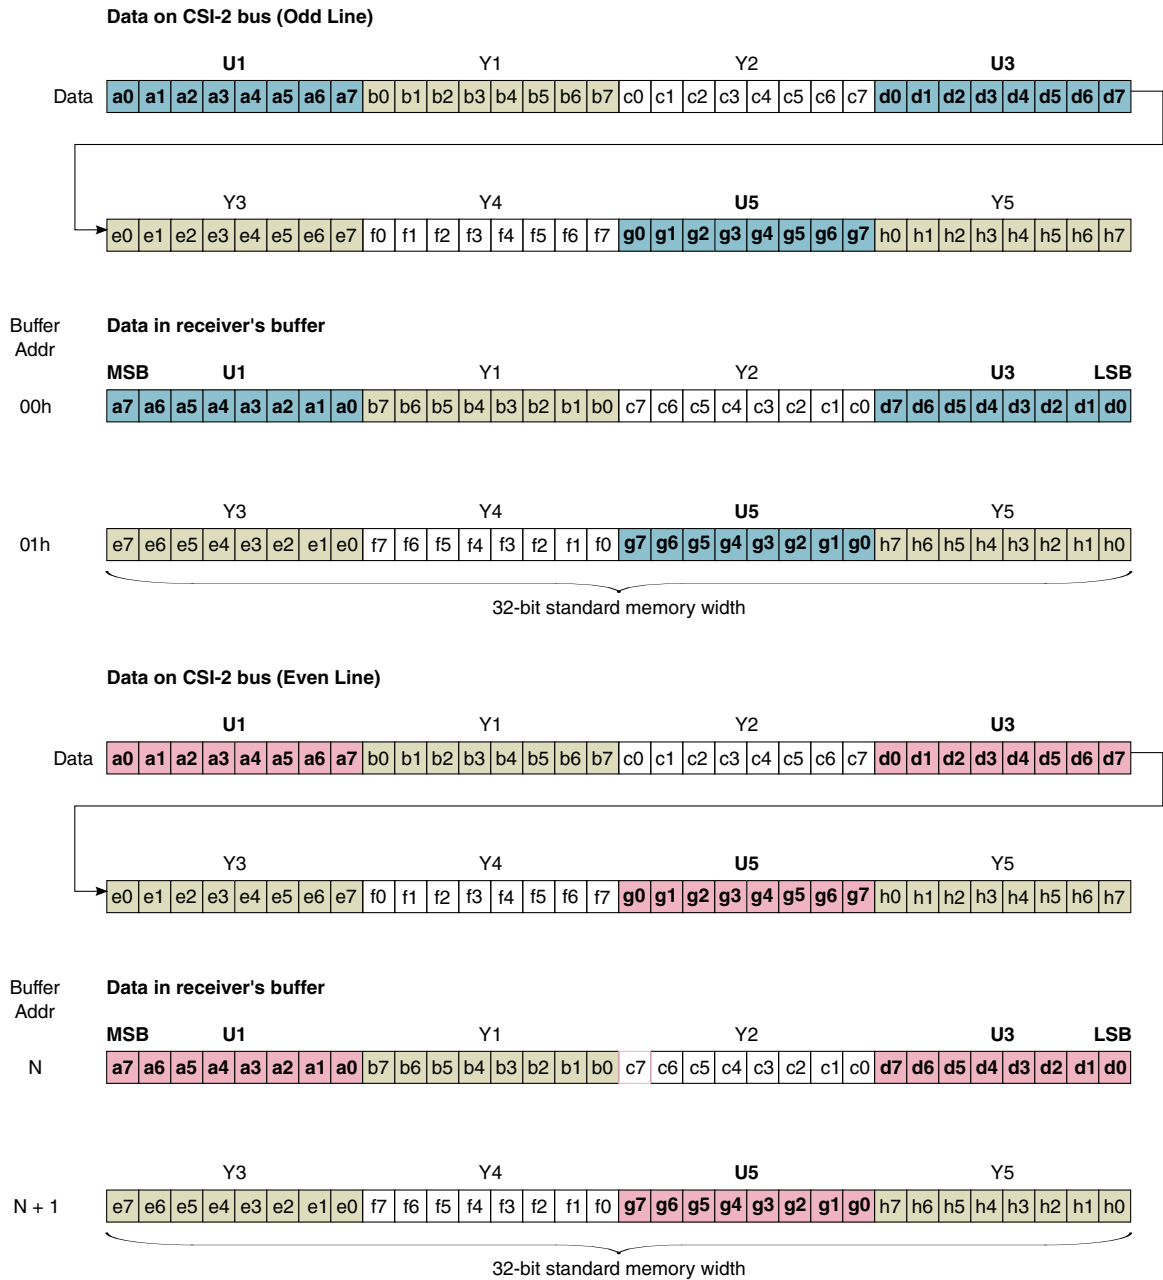 Data on CSI-2 bus (Odd Line)
U1 Y1 Y2 U3
Data a0 a1 a2 a3 a4 a5 a6 a7 b0 b1 b2 b3 b4 b5 b6 b7 c0 c1 c2 c3 c4 c5 c6 c7 d0 d1 d2 d3 d4 d5 d6 d7
Y3 Y4 U5 Y5
e0 e1 e2 e3 e4 e5 e6 e7 f0 f1 f2 f3 f4 f5 f6 f7 g0 g1 g2 g3 g4 g5 g6 g7 h0 h1 h2 h3 h4 h5 h6 h7
Buffer Data in receiver's buffer
Addr
MSB U1 Y1 Y2 U3 LSB
00h a7 a6 a5 a4 a3 a2 a1 a0 b7 b6 b5 b4 b3 b2 b1 b0 c7 c6 c5 c4 c3 c2 c1 c0 d7 d6 d5 d4 d3 d2 d1 d0
Y3 Y4 U5 Y5
01h e7 e6 e5 e4 e3 e2 e1 e0 f7 f6 f5 f4 f3 f2 f1 f0 g7 g6 g5 g4 g3 g2 g1 g0 h7 h6 h5 h4 h3 h2 h1 h0
32-bit standard memory width
Data on CSI-2 bus (Even Line)
U1 Y1 Y2 U3
Data a0 a1 a2 a3 a4 a5 a6 a7 b0 b1 b2 b3 b4 b5 b6 b7 c0 c1 c2 c3 c4 c5 c6 c7 d0 d1 d2 d3 d4 d5 d6 d7
Y3 Y4 U5 Y5
e0 e1 e2 e3 e4 e5 e6 e7 f0 f1 f2 f3 f4 f5 f6 f7 g0 g1 g2 g3 g4 g5 g6 g7 h0 h1 h2 h3 h4 h5 h6 h7
Buffer Data in receiver's buffer
Addr
MSB U1 Y1 Y2 U3 LSB
N a7 a6 a5 a4 a3 a2 a1 a0 b7 b6 b5 b4 b3 b2 b1 b0 c7 c6 c5 c4 c3 c2 c1 c0 d7 d6 d5 d4 d3 d2 d1 d0
Y3 Y4 U5 Y5
N + 1 e7 e6 e5 e4 e3 e2 e1 e0 f7 f6 f5 f4 f3 f2 f1 f0 g7 g6 g5 g4 g3 g2 g1 g0 h7 h6 h5 h4 h3 h2 h1 h0
32-bit standard memory width